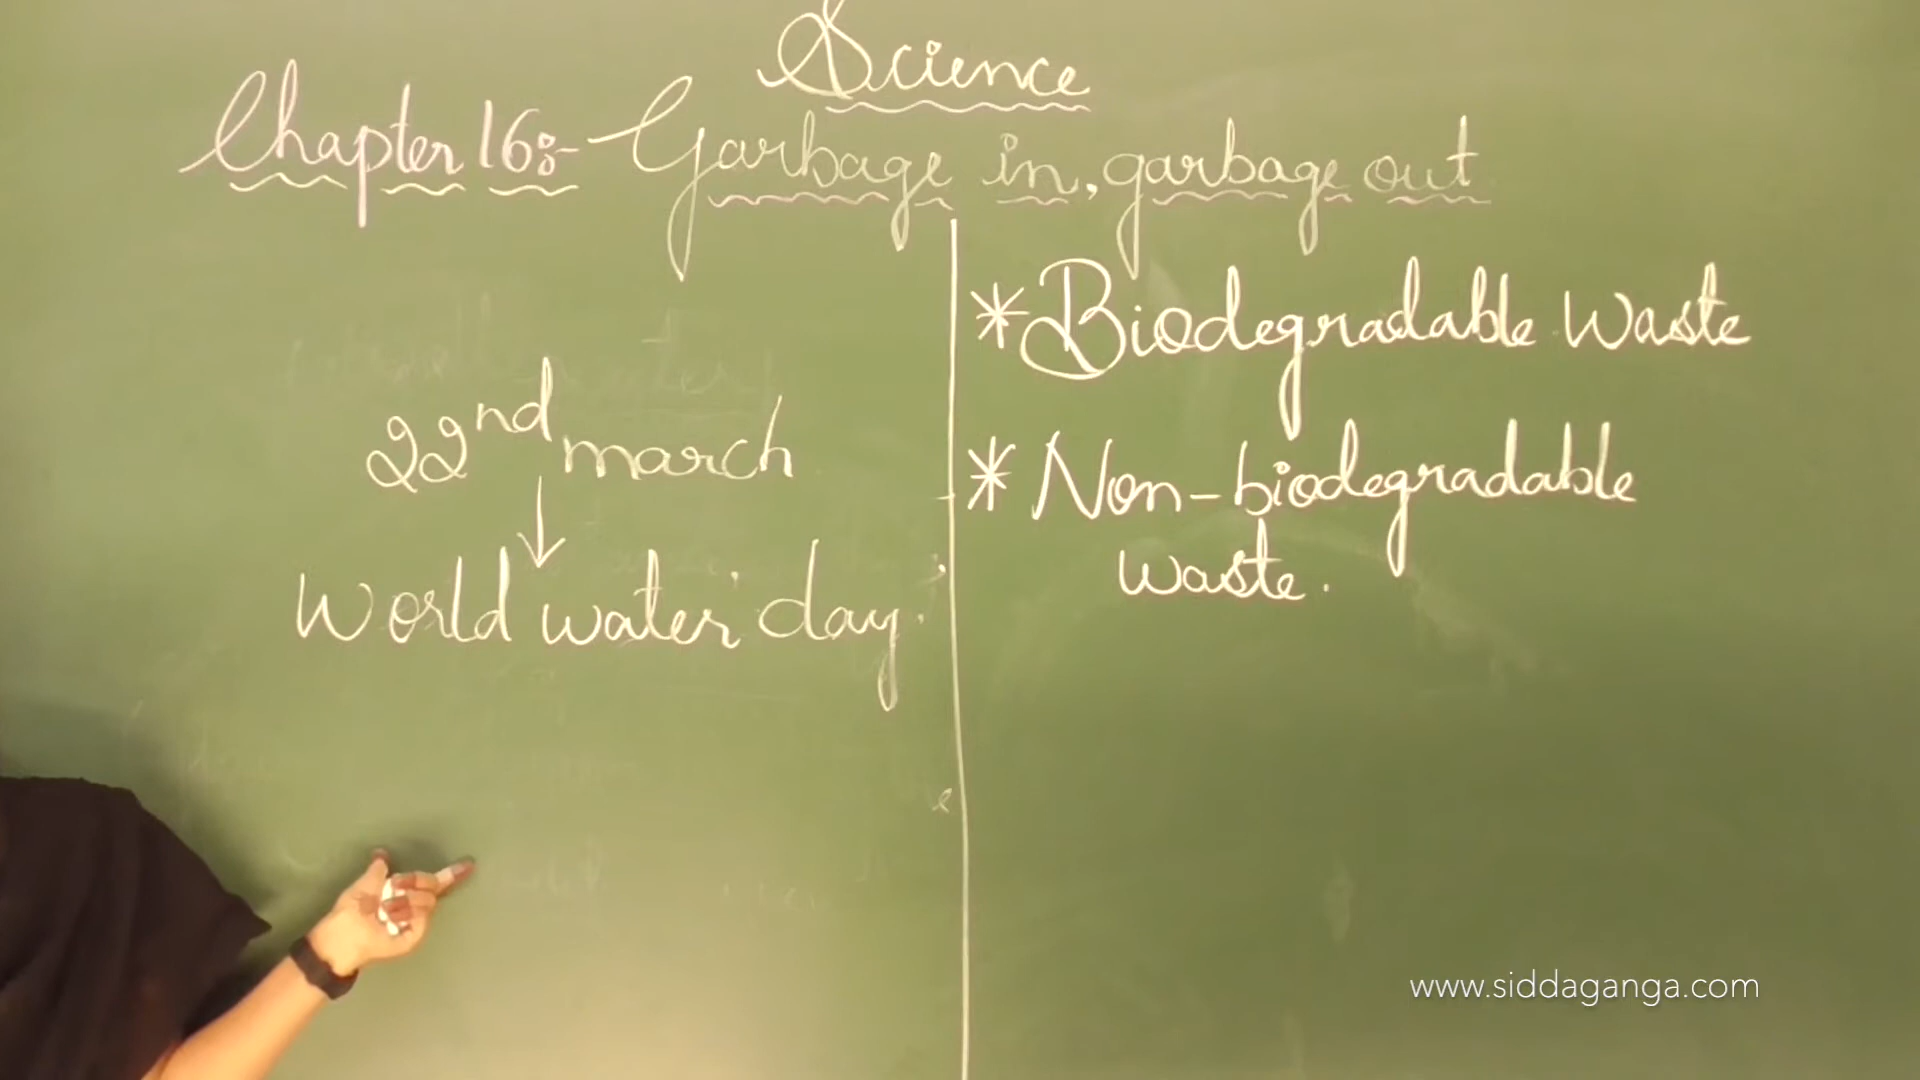 Science
Chapter 16:- Garbage in, garbage out
22nd march
↓
World water day.
* Biodegradable Waste
* Non-biodegradable
waste.
www.siddaganga.com